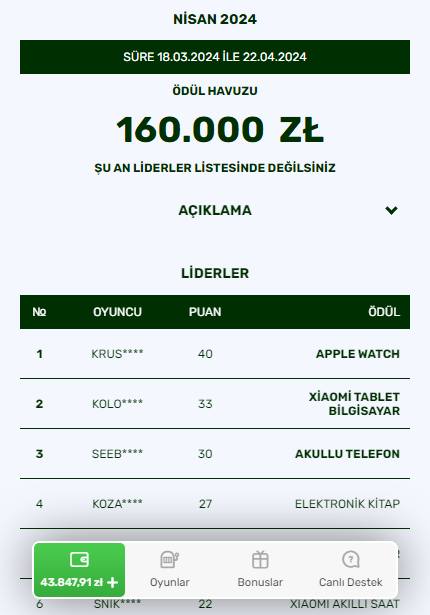 NİSAN 2024
SÜRE 18.03.2024 İLE 22.04.2024
ÖDÜL HAVUZU
160.000 ZŁ
ŞU AN LİDERLER LİSTESİNDE DEĞİLSİNİZ
AÇIKLAMA
LİDERLER
№ OYUNCU PUAN ÖDÜL
1 KRUS**** 40 APPLE WATCH
2 KOLO**** 33 XİAOMİ TABLET
BİLGİSAYAR
3 SEEB**** 30 AKULLU TELEFON
4 KOZA**** 27 ELEKTRONİK KİTAP
43.847,91 zł + Oyunlar Bonuslar Canlı Destek
6 SNIK**** 22 XİAOMİ AKILLI SAAT